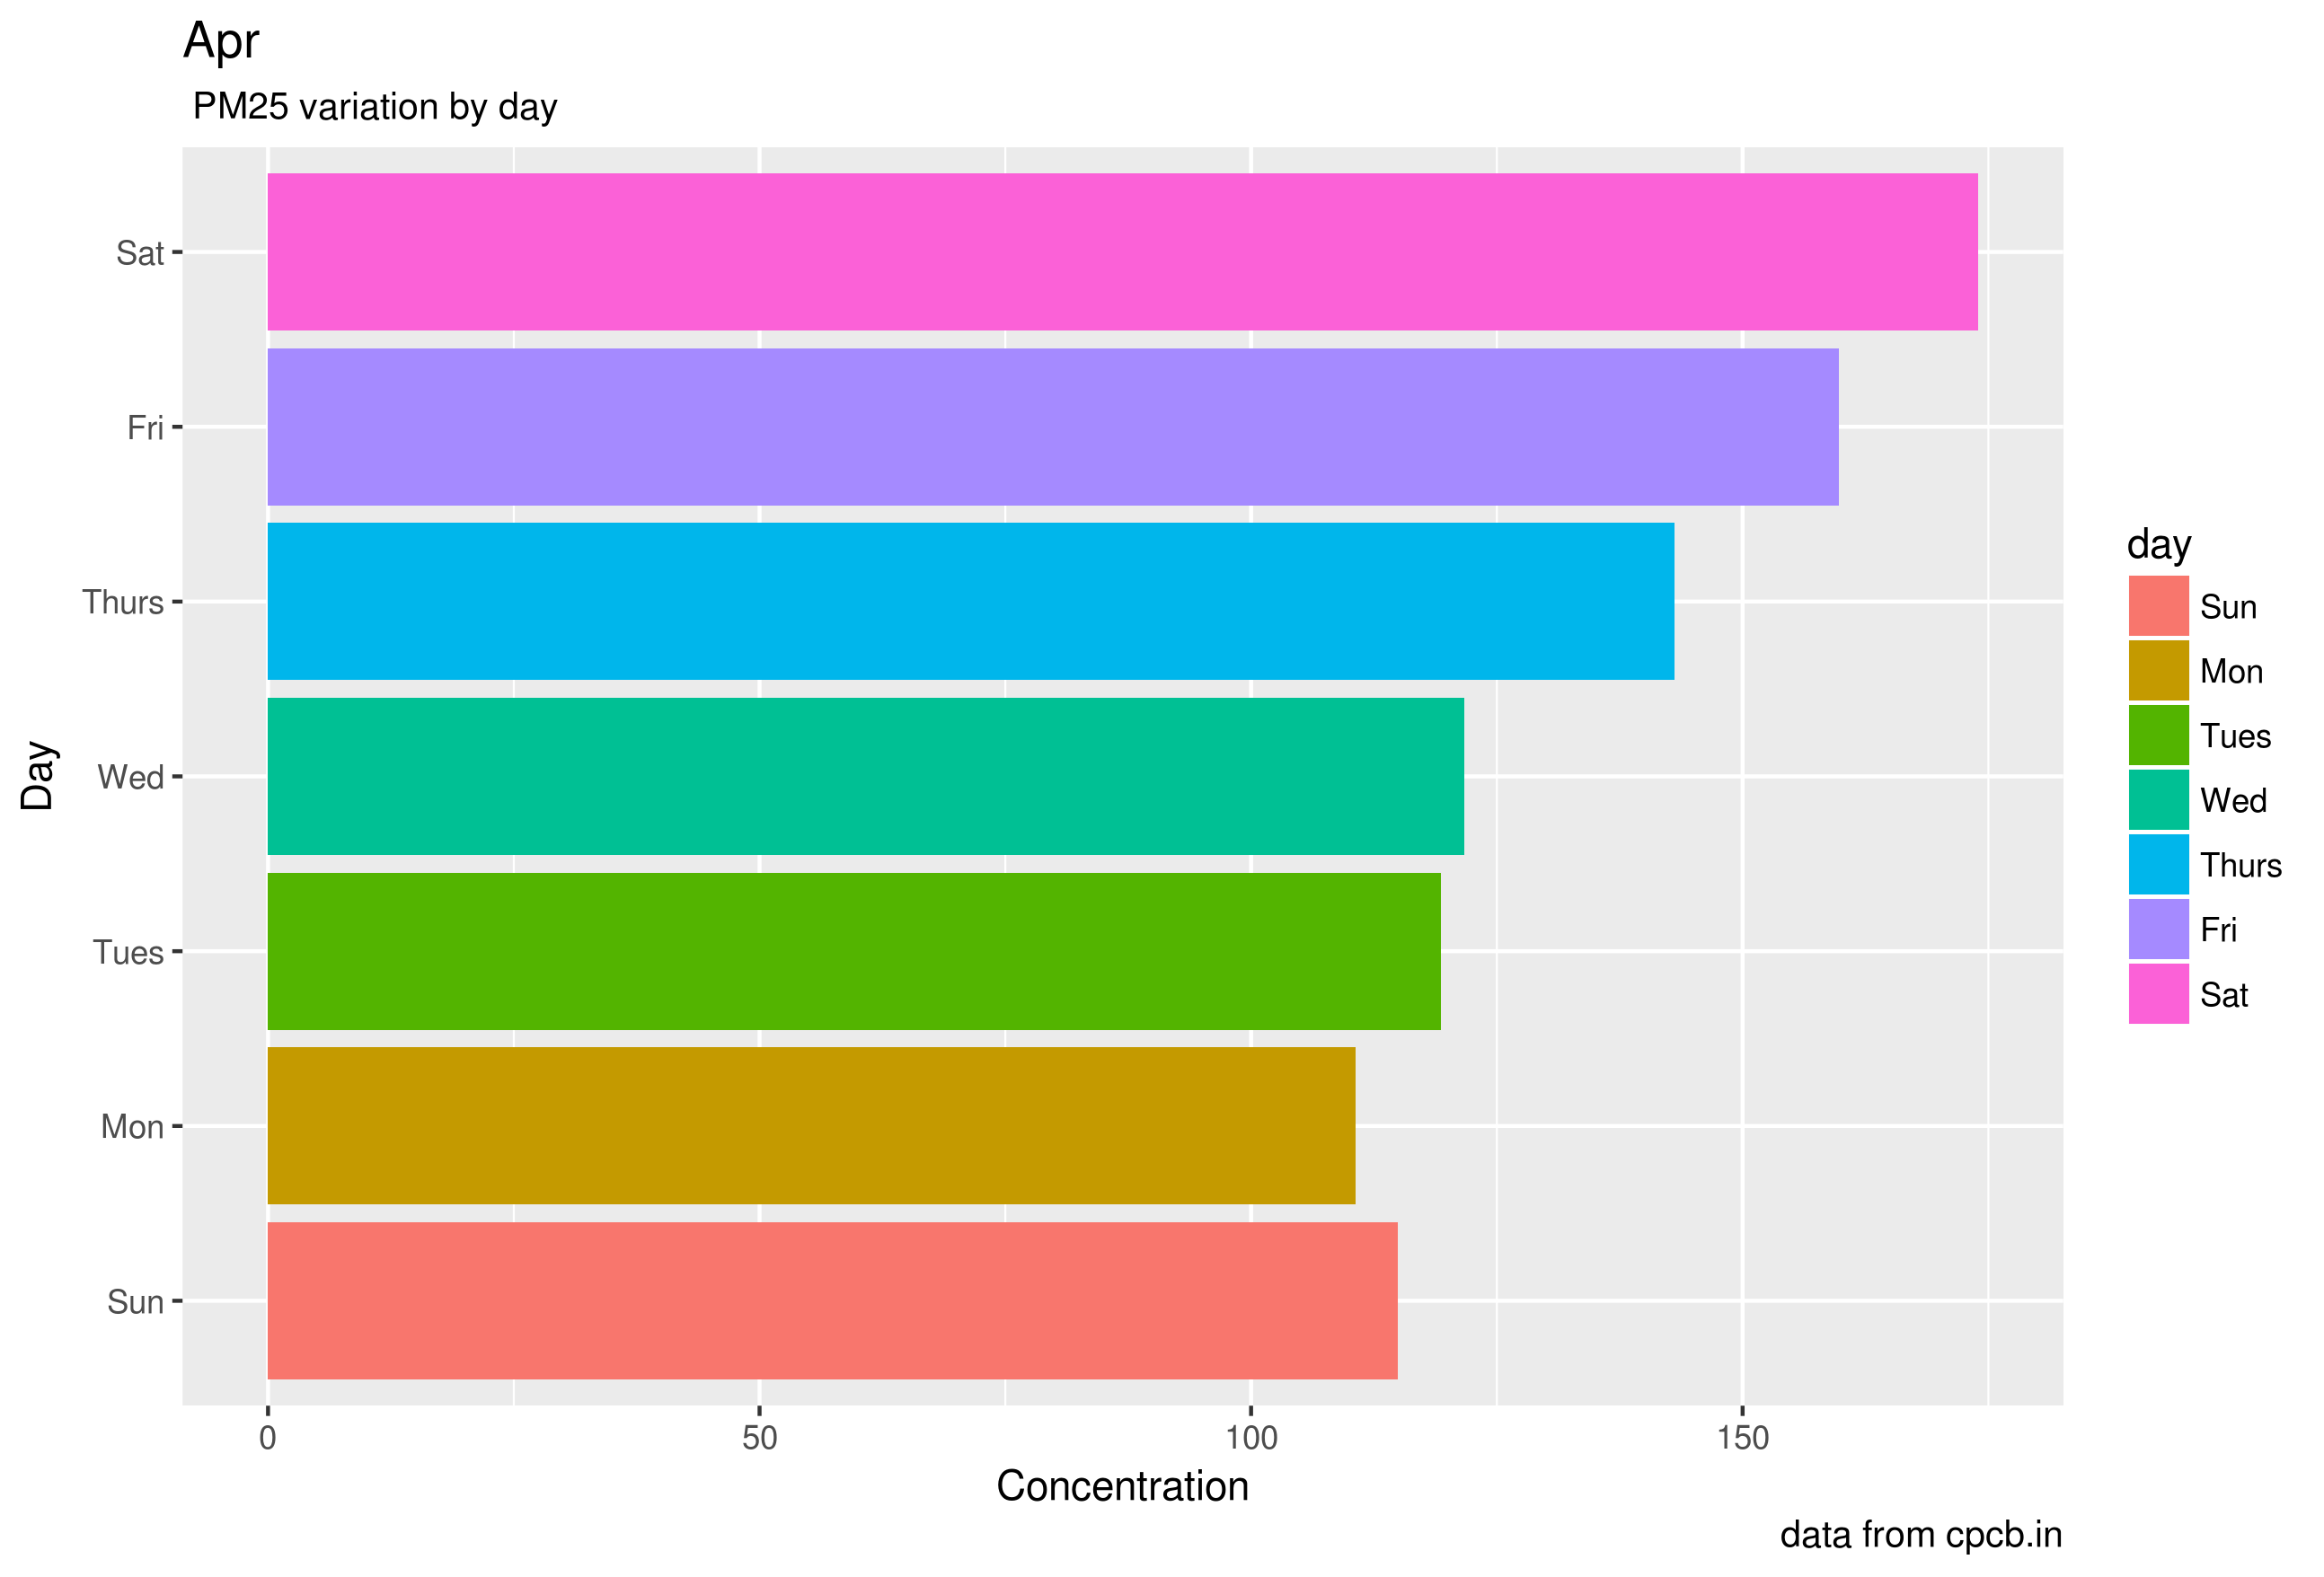 Apr
PM25 variation by day
Day
Sat
Fri
Thurs
Wed
Tues
Mon
Sun
0 50 100 150
Concentration
day
Sun
Mon
Tues
Wed
Thurs
Fri
Sat
data from cpcb.in